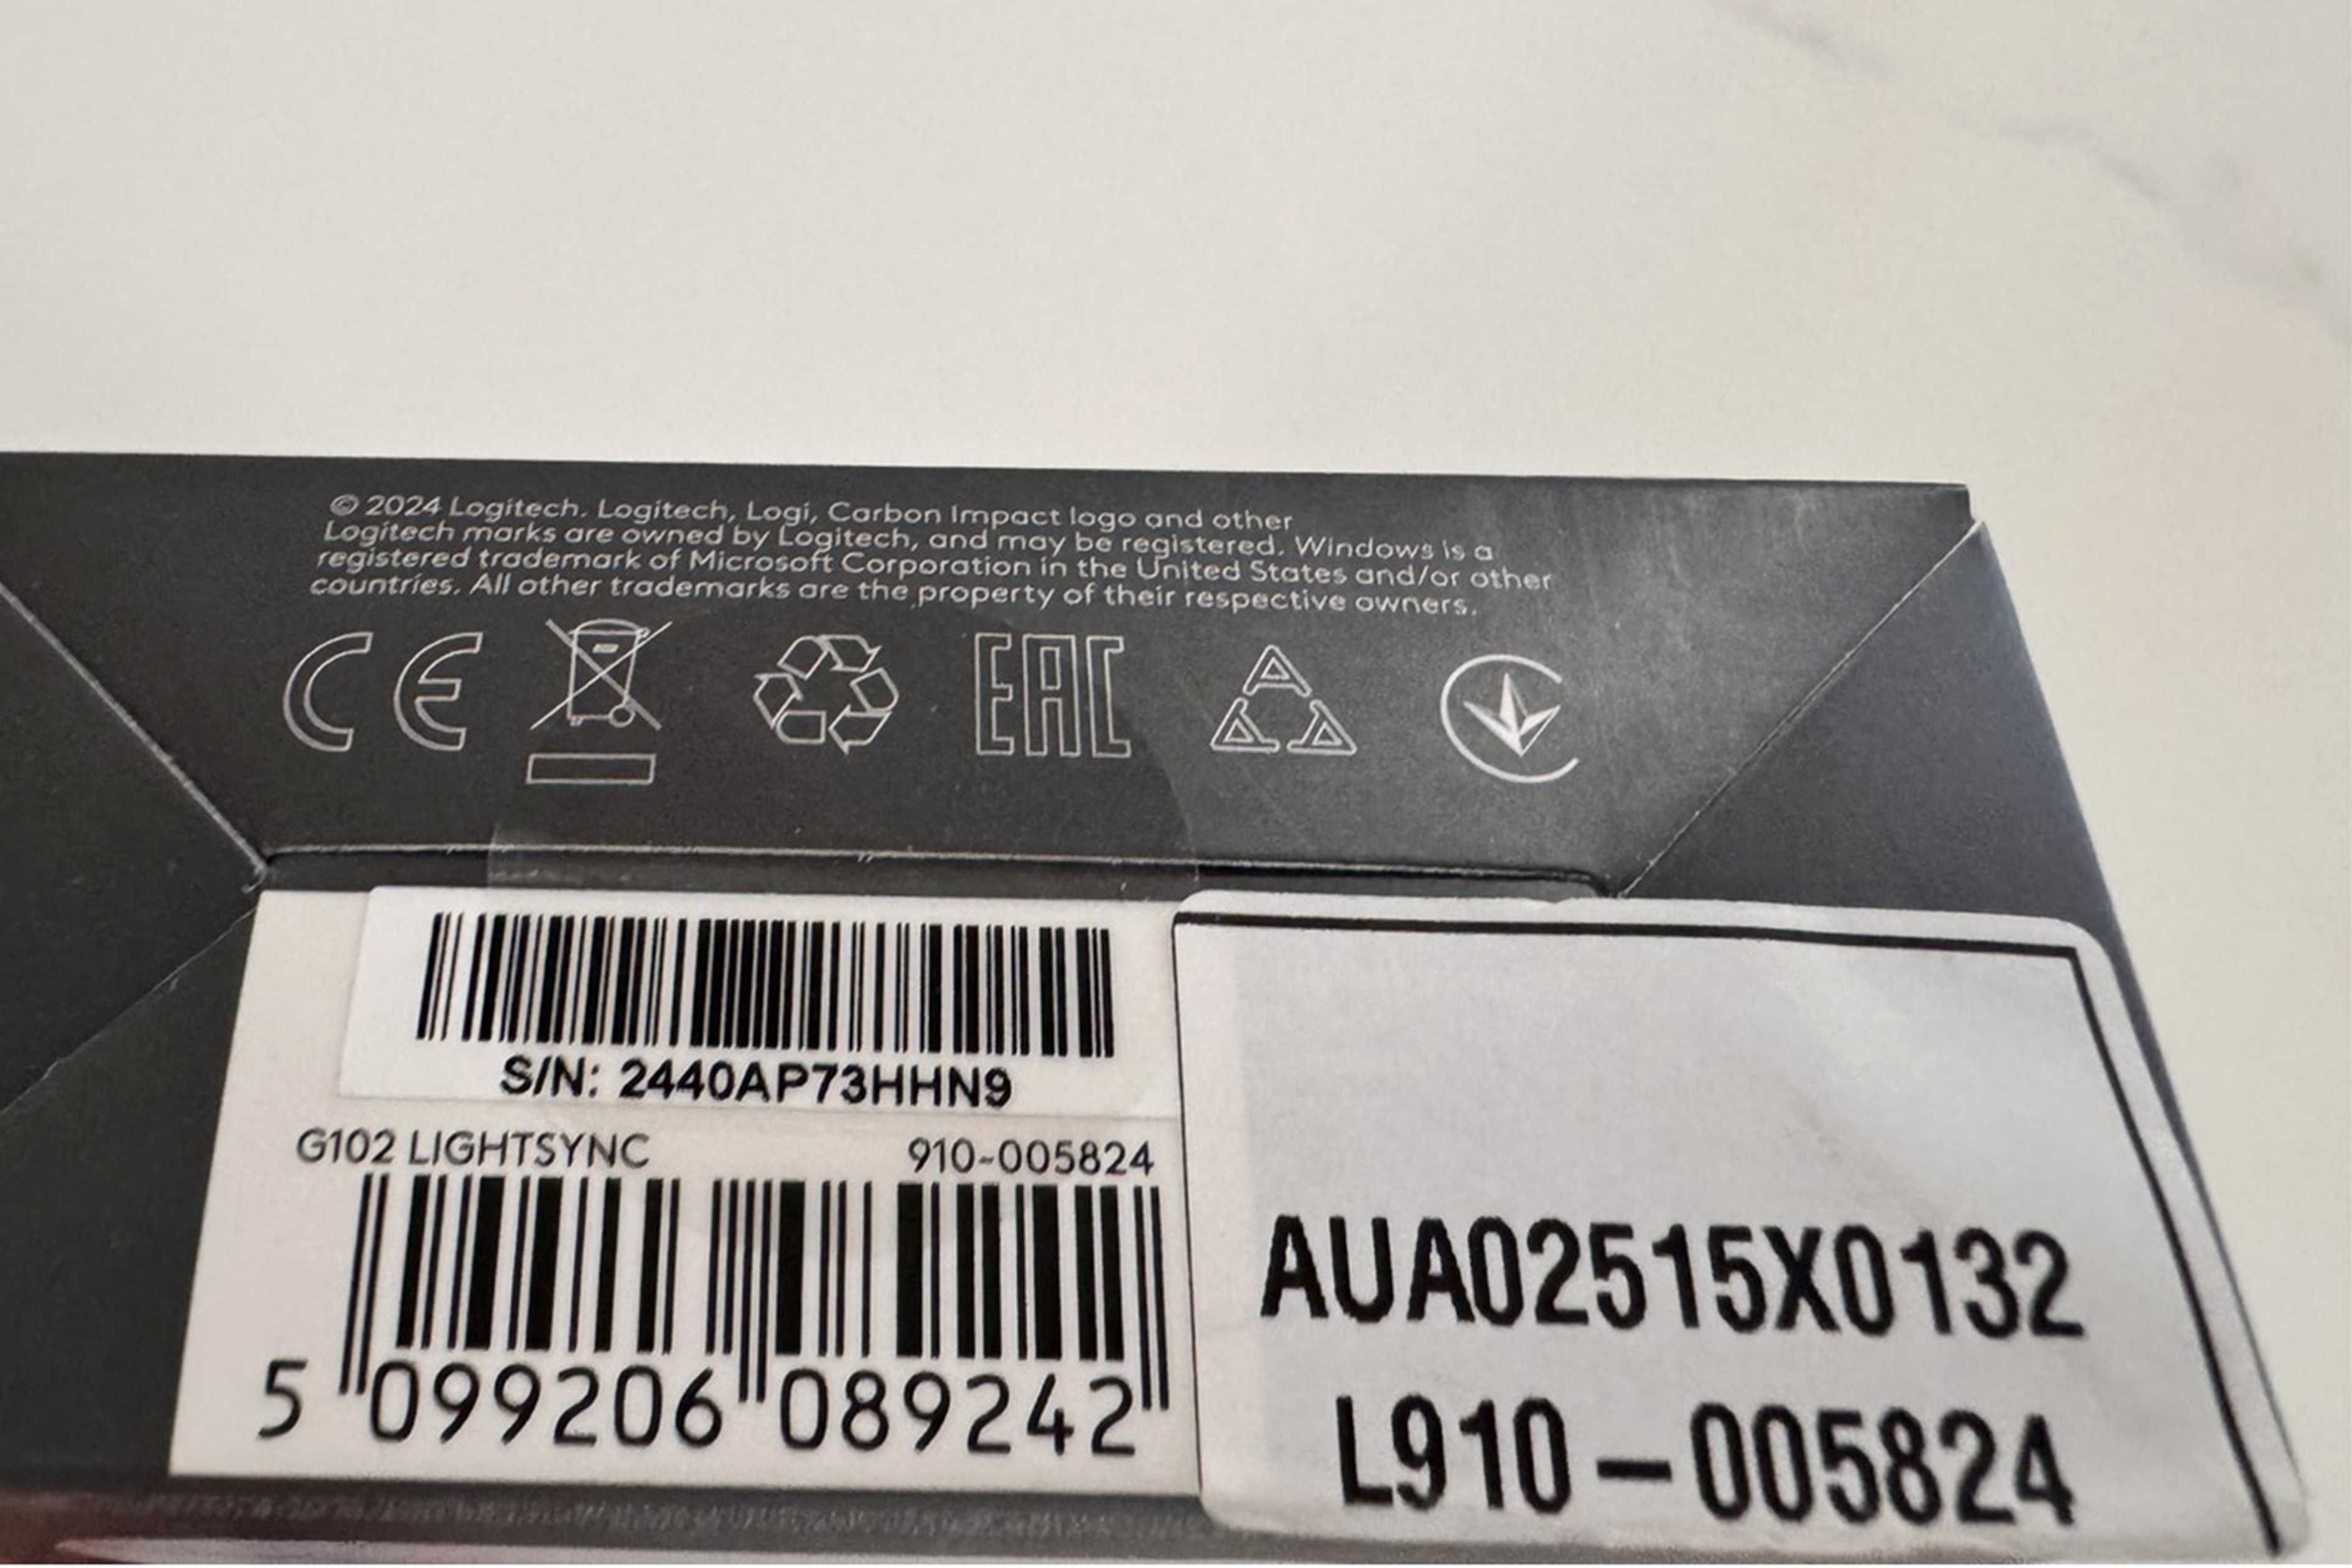 © 2024 Logitech. Logitech, Logi, Carbon Impact logo and other
Logitech marks are owned by Logitech, and may be registered. Windows is a
registered trademark of Microsoft Corporation in the United States and/or other
countries. All other trademarks are the property of their respective owners.
CE EAC
S/N: 2440AP73HHN9
G102 LIGHTSYNC 910-005824
5 099206 089242
AUA02515X0132
L910-005824